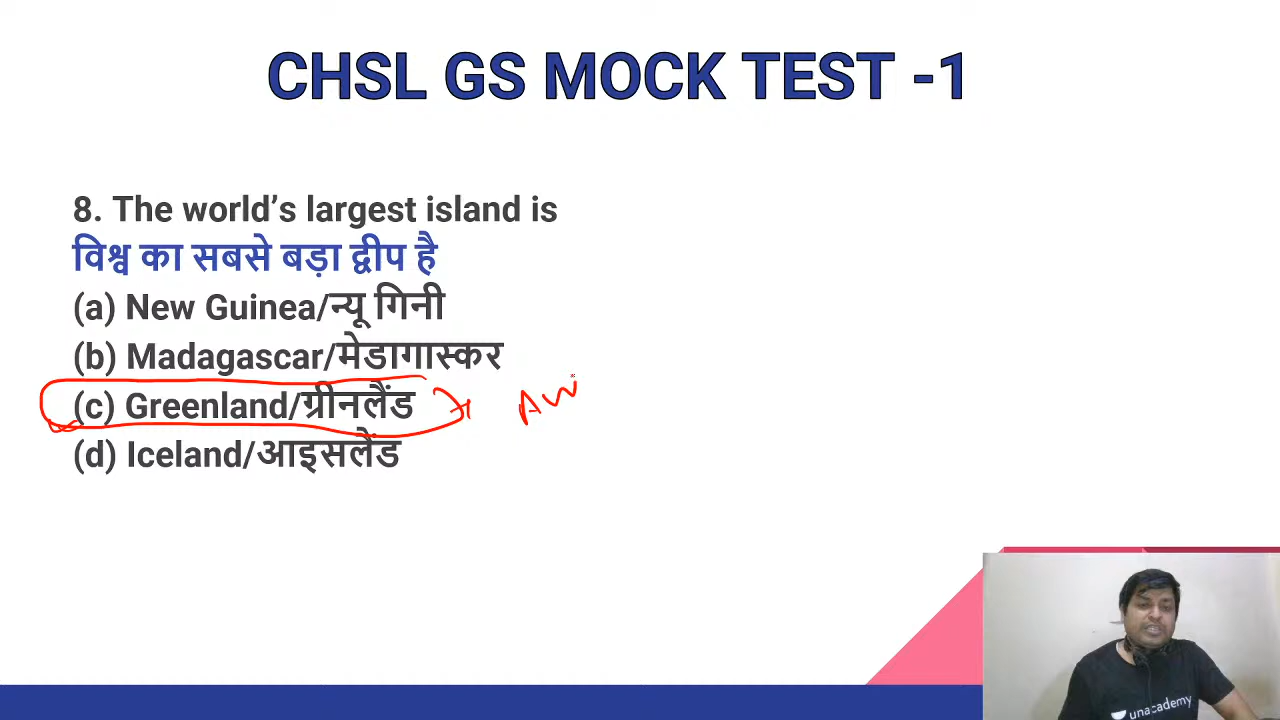 CHSL GS MOCK TEST -1
8. The world’s largest island is
विश्व का सबसे बड़ा द्वीप है
(a) New Guinea/न्यू गिनी
(b) Madagascar/मेडागास्कर
(c) Greenland/ग्रीनलैंड
(d) Iceland/आइसलैंड
unacademy